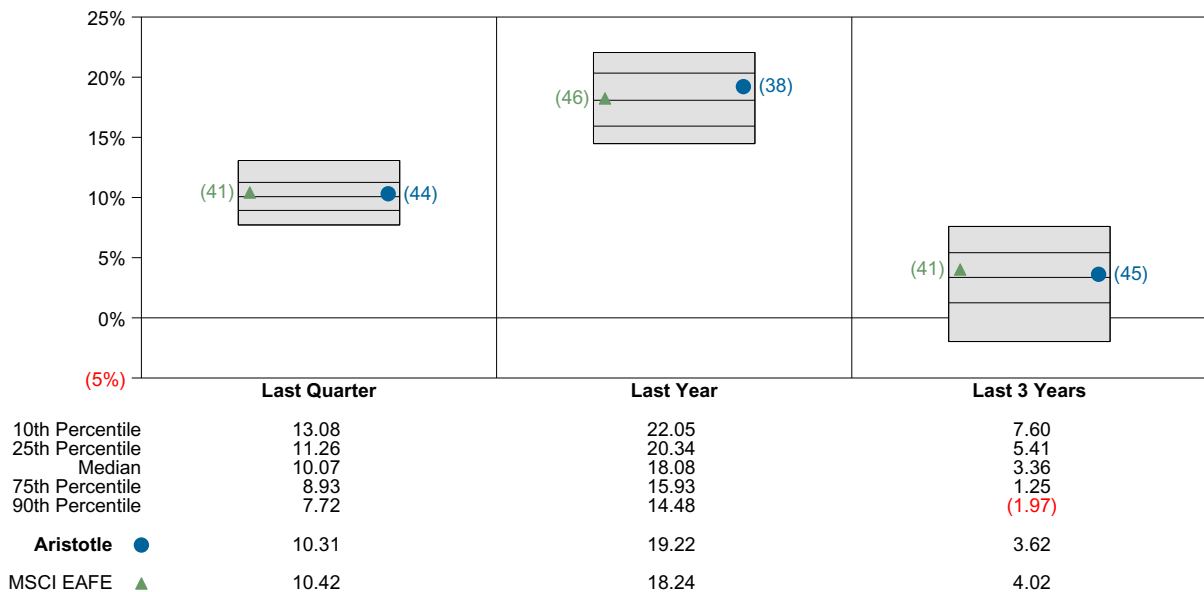 25%
20%
15%
10%
5%
0%
(5%)
(41) (44)
(46) (38)
(41) (45)
Last Quarter Last Year Last 3 Years
10th Percentile 13.08 22.05 7.60
25th Percentile 11.26 20.34 5.41
Median 10.07 18.08 3.36
75th Percentile 8.93 15.93 1.25
90th Percentile 7.72 14.48 (1.97)
Aristotle 10.31 19.22 3.62
MSCI EAFE 10.42 18.24 4.02